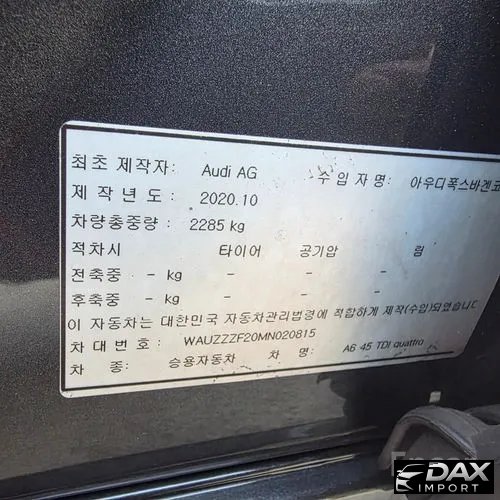 최초 제작자: Audi AG 수 입 자 명: 아우디폭스바겐코
제 작 년 도 : 2020.10
차량총중량 : 2285 kg
적차시 타이어 공기압 림
전축중 - kg - - -
후축중 - kg - - -
이 자동차는 대한민국 자동차관리법령에 적합하게 제작(수입)되었습니
차 대 번 호 : WAUZZZF20MN020815
차 종 : 승용자동차 차 명: A6 45 TDI quattro
DAX
IMPORT